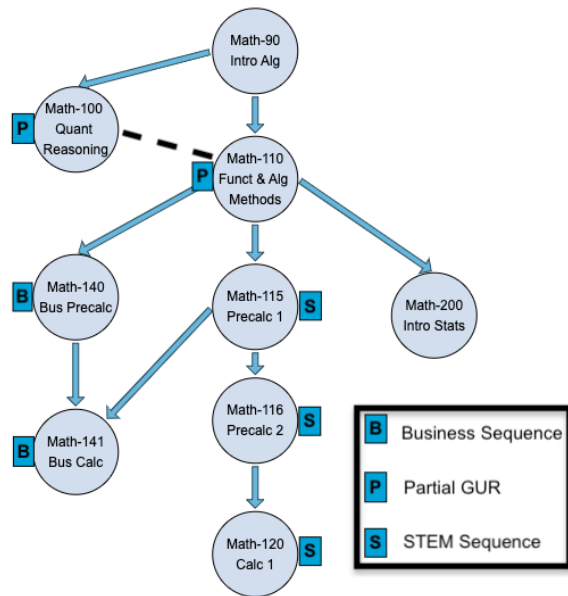 Math-90
Intro Alg
Math-100
Quant
Reasoning
P
Math-110
Funct & Alg
Methods
P
Math-140
Bus Precalc
B
Math-115
Precalc 1
S
Math-200
Intro Stats
Math-141
Bus Calc
B
Math-116
Precalc 2
S
Math-120
Calc 1
S
B Business Sequence
P Partial GUR
S STEM Sequence